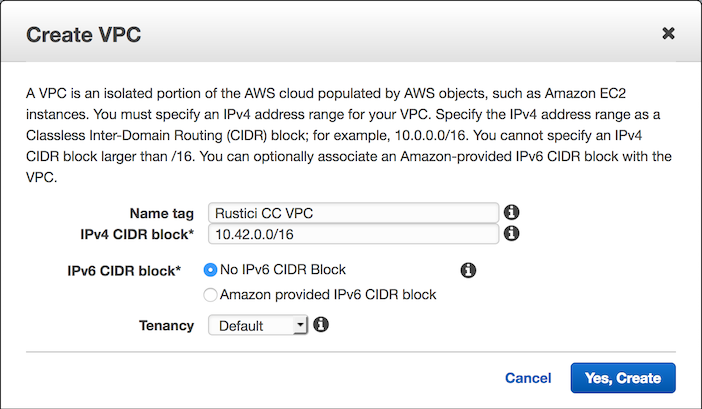 Create VPC
A VPC is an isolated portion of the AWS cloud populated by AWS objects, such as Amazon EC2
instances. You must specify an IPv4 address range for your VPC. Specify the IPv4 address range as a
Classless Inter-Domain Routing (CIDR) block; for example, 10.0.0.0/16. You cannot specify an IPv4
CIDR block larger than /16. You can optionally associate an Amazon-provided IPv6 CIDR block with the
VPC.
Name tag Rustici CC VPC
IPv4 CIDR block* 10.42.0.0/16
IPv6 CIDR block* No IPv6 CIDR Block
Amazon provided IPv6 CIDR block
Tenancy Default
Cancel Yes, Create